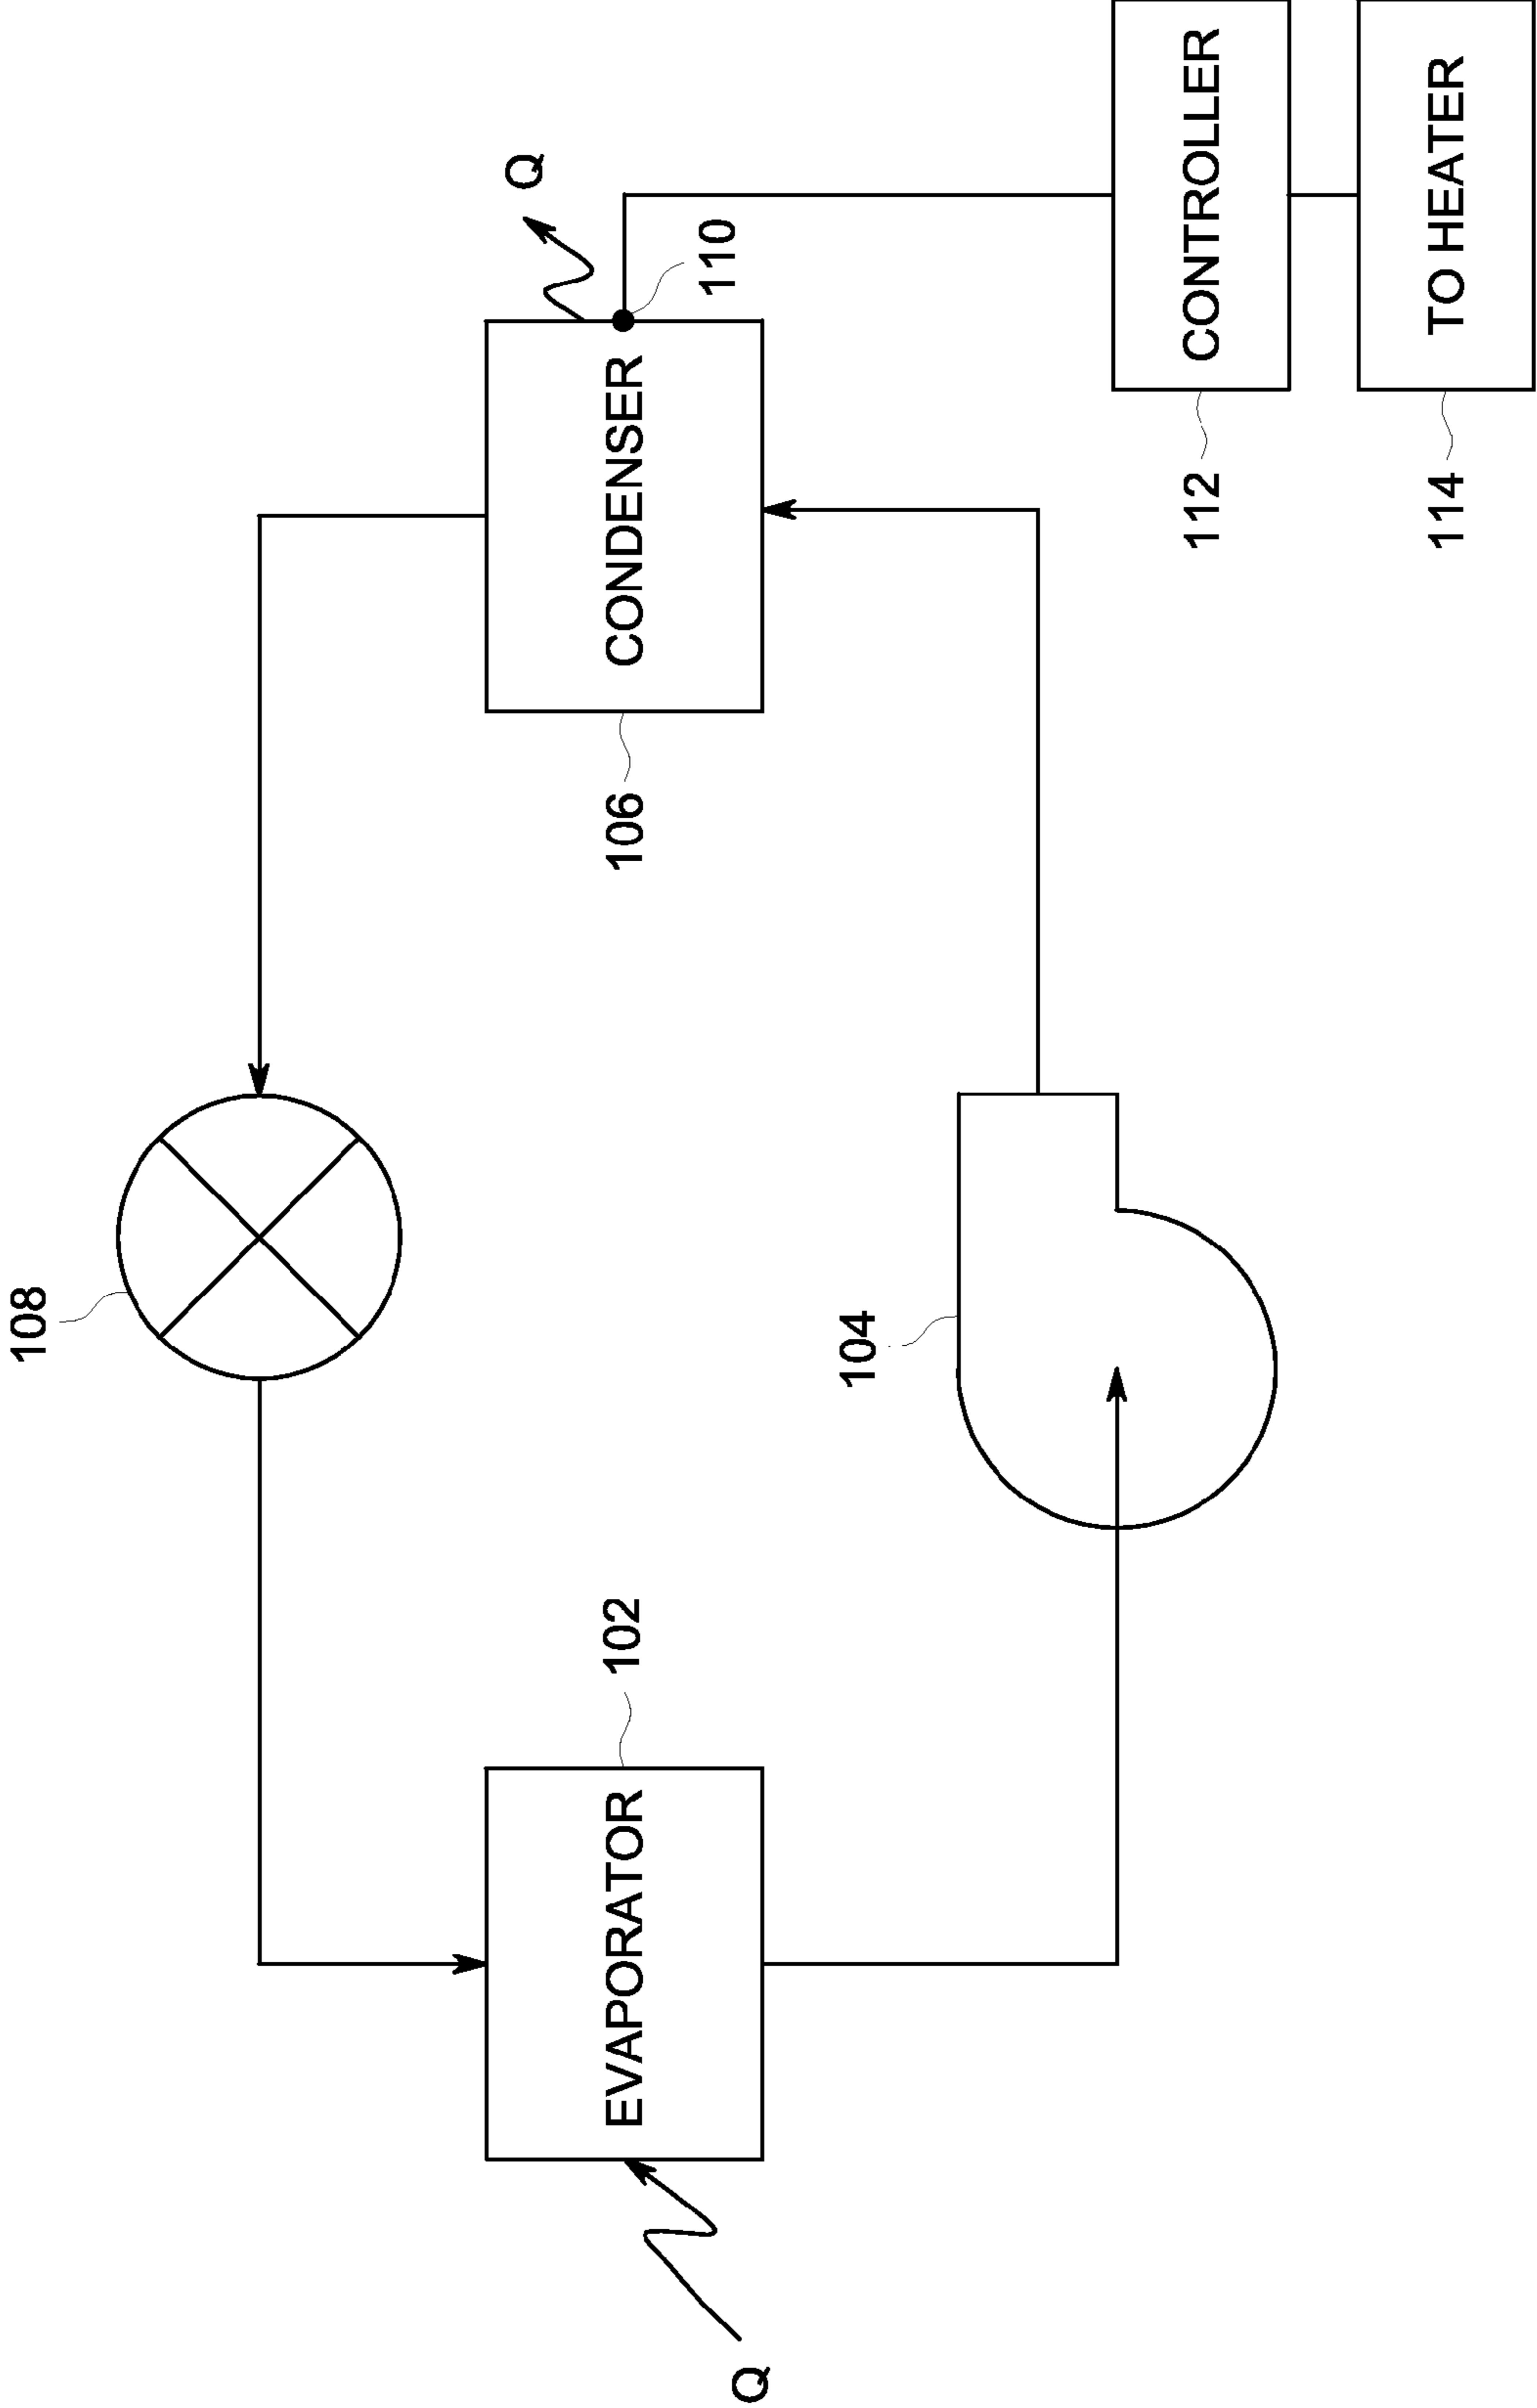 108
Q
EVAPORATOR
102
CONDENSER
106
Q
110
104
CONTROLLER
112
TO HEATER
114